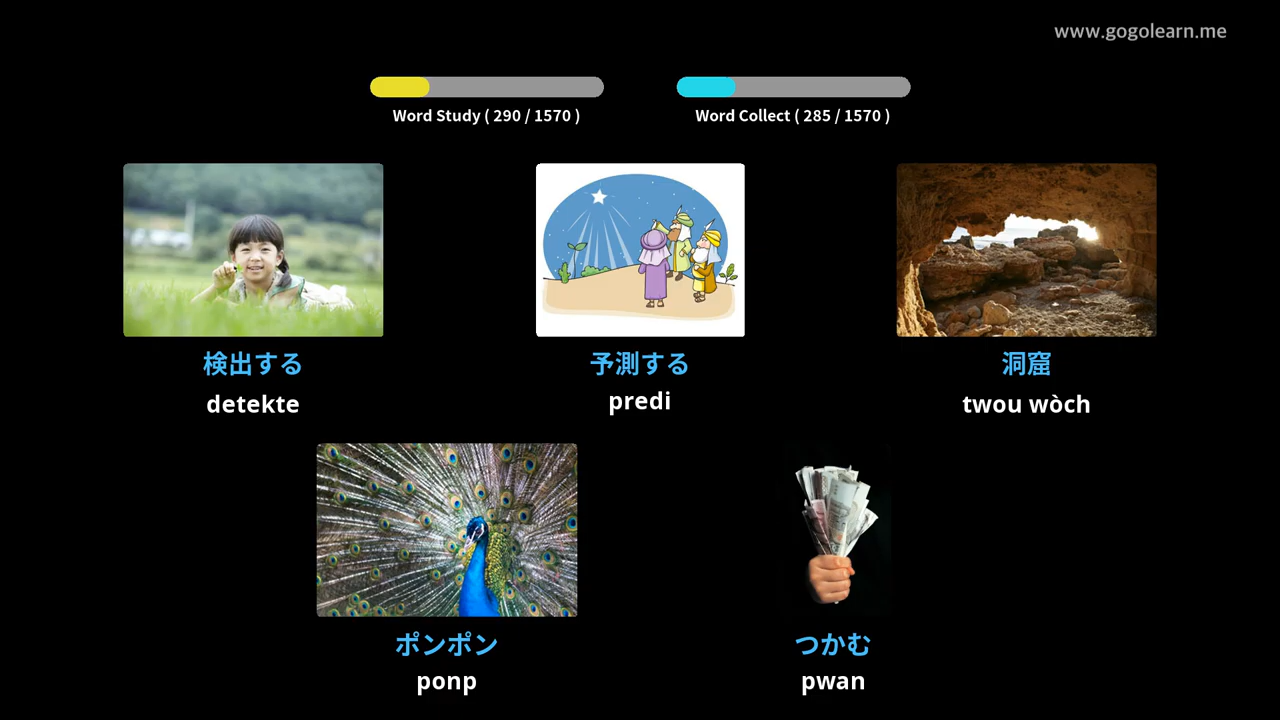 www.gogolearn.me
Word Study ( 290 / 1570 )
Word Collect ( 285 / 1570 )
検出する
予測する
洞窟
detekte
predi
twou wòch
ポンポン
つかむ
ponp
pwan